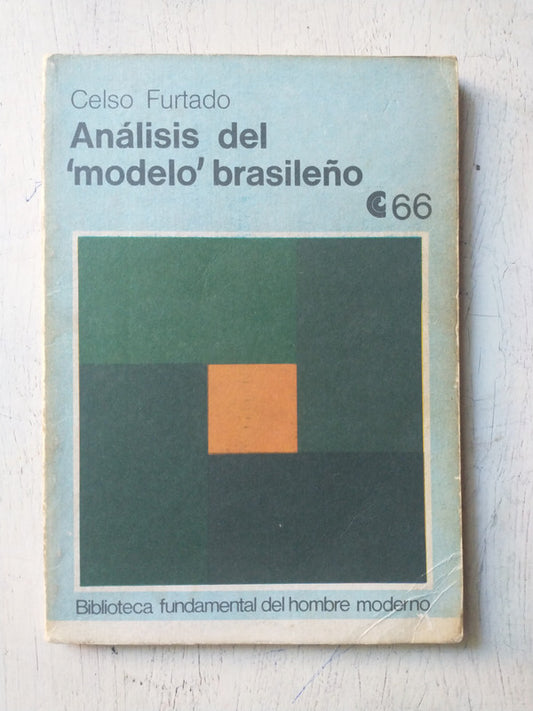 Celso Furtado
Análisis del
'modelo' brasileño
66
Biblioteca fundamental del hombre moderno